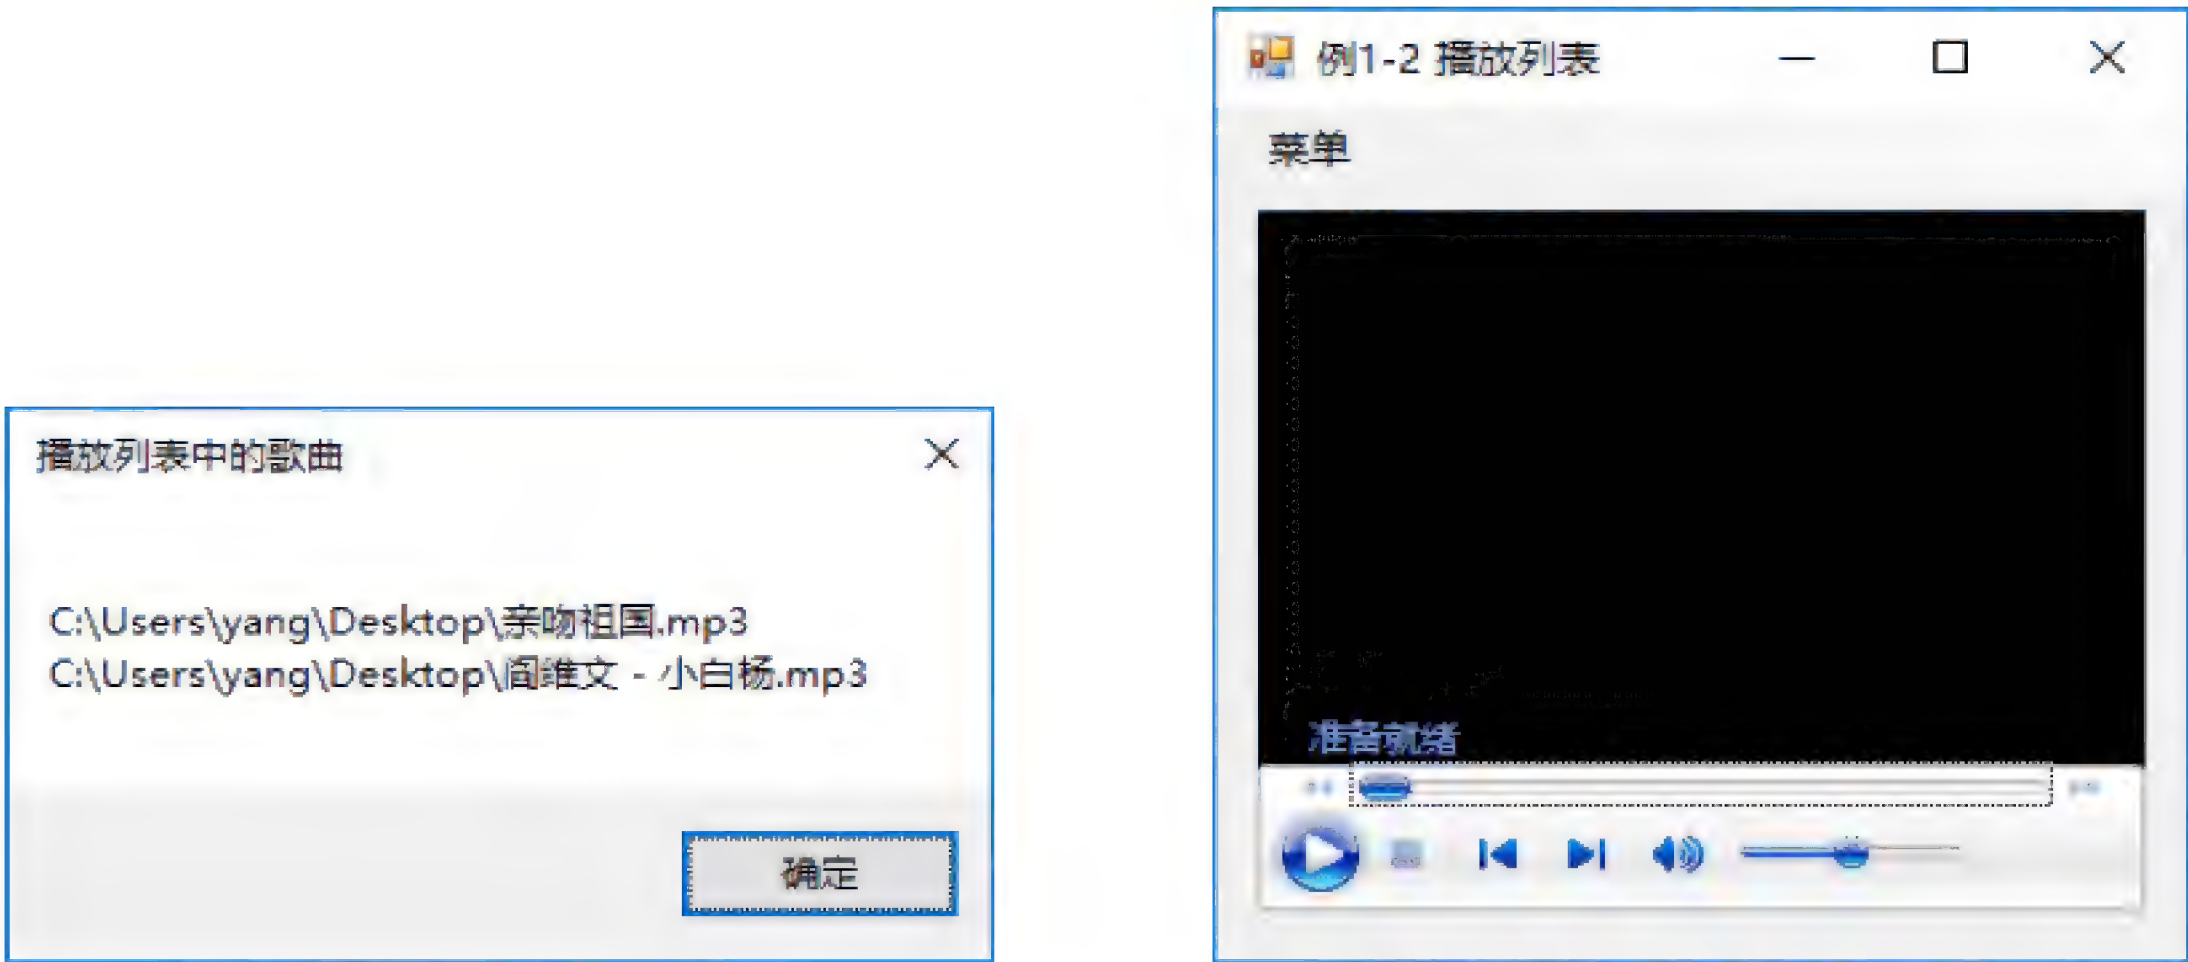 播放列表中的歌曲
C:\Users\yang\Desktop\亲吻祖国.mp3
C:\Users\yang\Desktop\阎维文 - 小白杨.mp3
确定
例1-2 播放列表
菜单
准备就绪